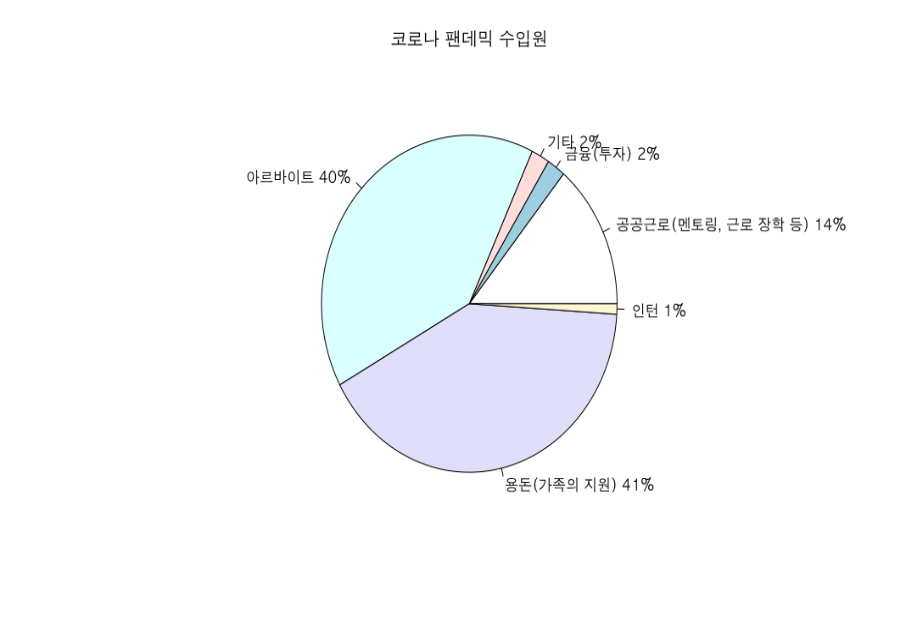 코로나 팬데믹 수입원
기타 2%
금융(투자) 2%
아르바이트 40%
공공근로(멘토링, 근로 장학 등) 14%
인턴 1%
용돈(가족의 지원) 41%